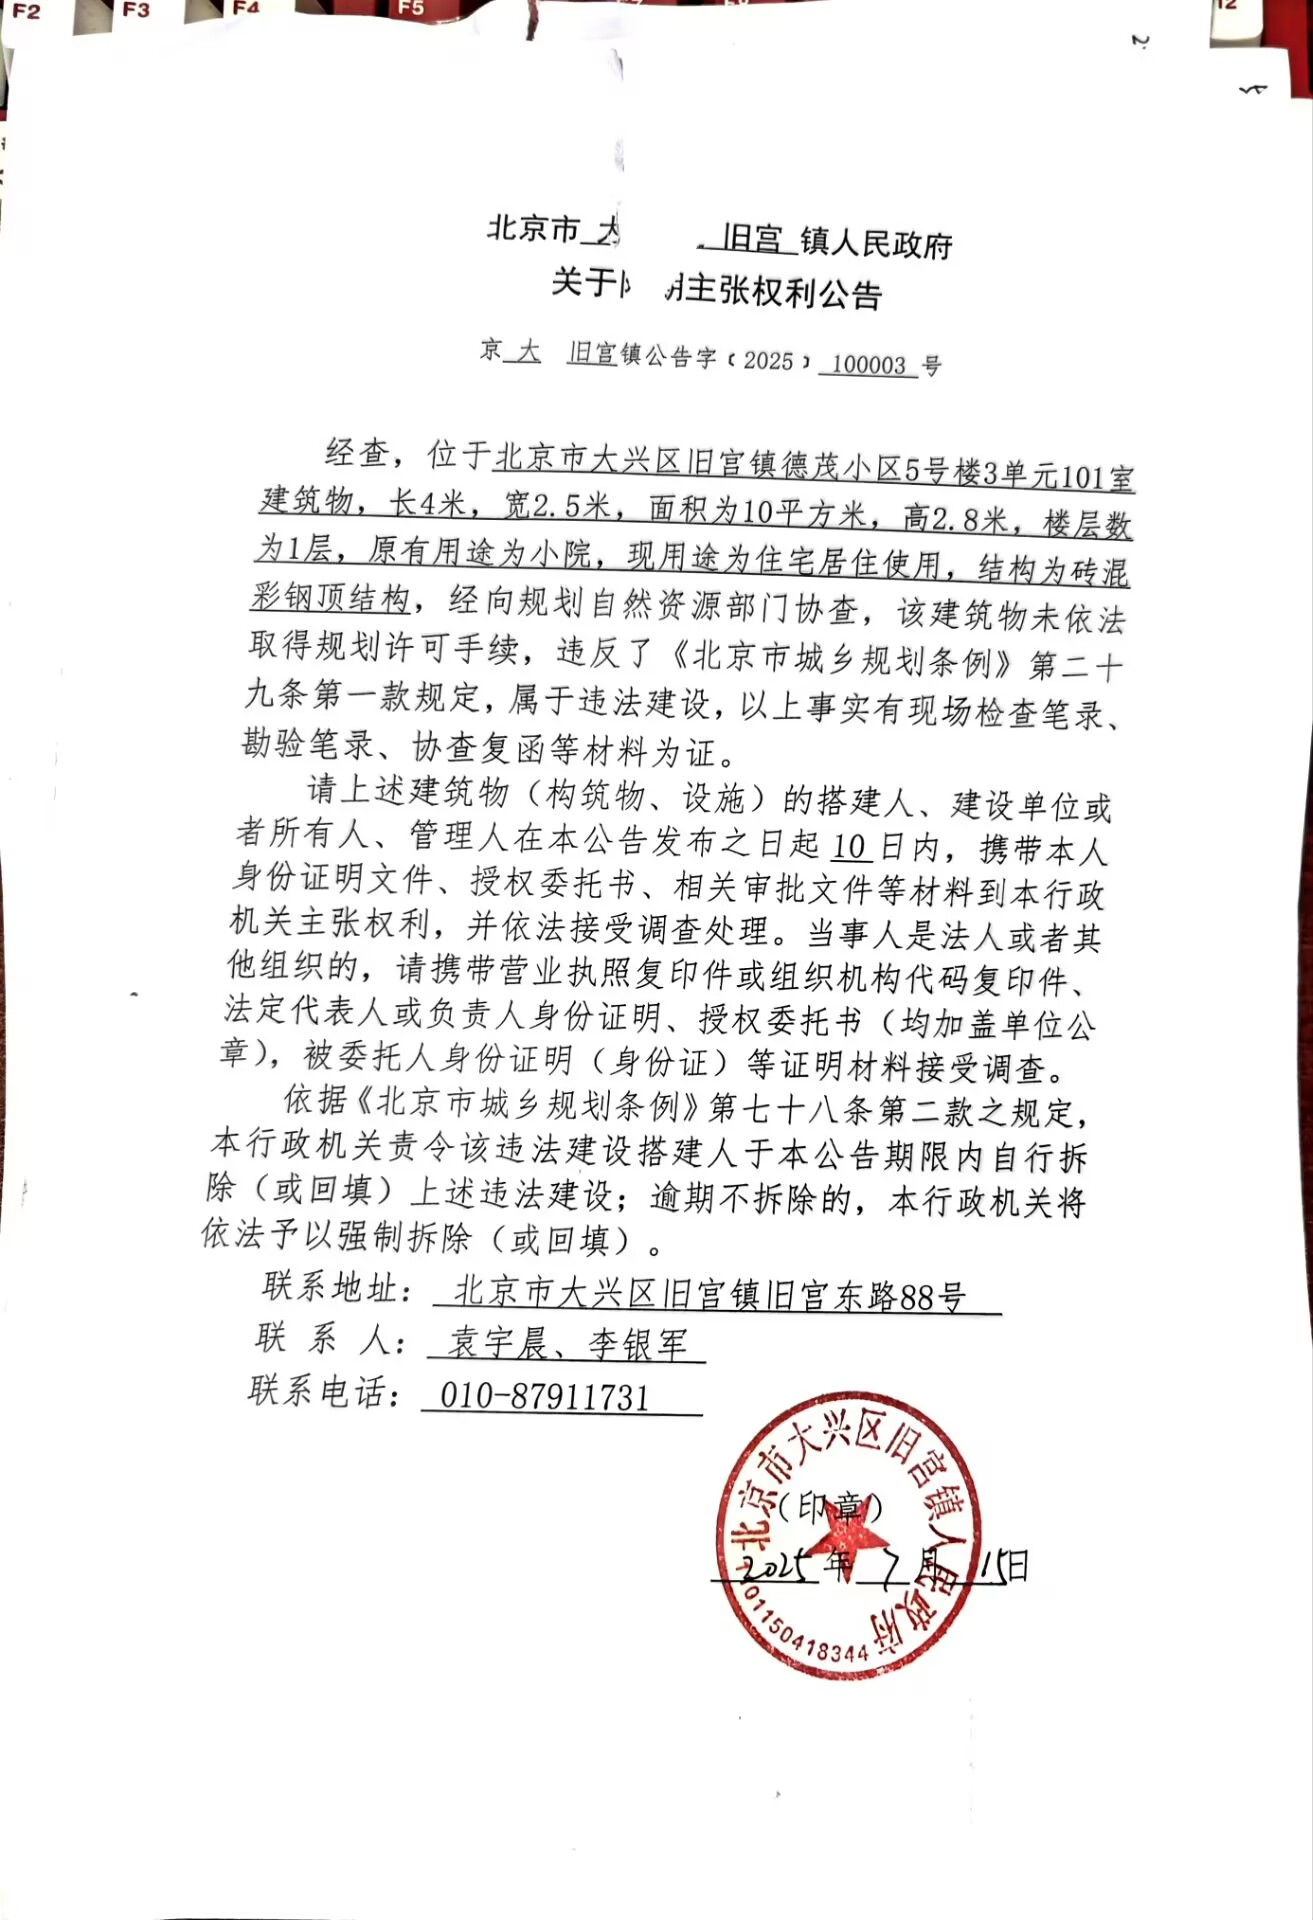 F2 F3 F4 F5
12
北京市 大 旧宫 镇人民政府
关于 明主张权利公告
京 大 旧宫镇公告字〔2025〕 100003 号
经查，位于北京市大兴区旧宫镇德茂小区5号楼3单元101室
建筑物，长4米，宽2.5米，面积为10平方米，高2.8米，楼层数
为1层，原有用途为小院，现用途为住宅居住使用，结构为砖混
彩钢顶结构，经向规划自然资源部门协查，该建筑物未依法
取得规划许可手续，违反了《北京市城乡规划条例》第二十
九条第一款规定，属于违法建设，以上事实有现场检查笔录、
勘验笔录、协查复函等材料为证。
请上述建筑物（构筑物、设施）的搭建人、建设单位或
者所有人、管理人在本公告发布之日起 10 日内，携带本人
身份证明文件、授权委托书、相关审批文件等材料到本行政
机关主张权利，并依法接受调查处理。当事人是法人或者其
他组织的，请携带营业执照复印件或组织机构代码复印件、
法定代表人或负责人身份证明、授权委托书（均加盖单位公
章），被委托人身份证明（身份证）等证明材料接受调查。
依据《北京市城乡规划条例》第七十八条第二款之规定，
本行政机关责令该违法建设搭建人于本公告期限内自行拆
除（或回填）上述违法建设；逾期不拆除的，本行政机关将
依法予以强制拆除（或回填）。
联系地址： 北京市大兴区旧宫镇旧宫东路88号
联 系 人： 袁宇晨、李银军
联系电话： 010-87911731
北京市大兴区旧宫镇人民政府
（印章）
2025 年 7 月 15日
01150418344